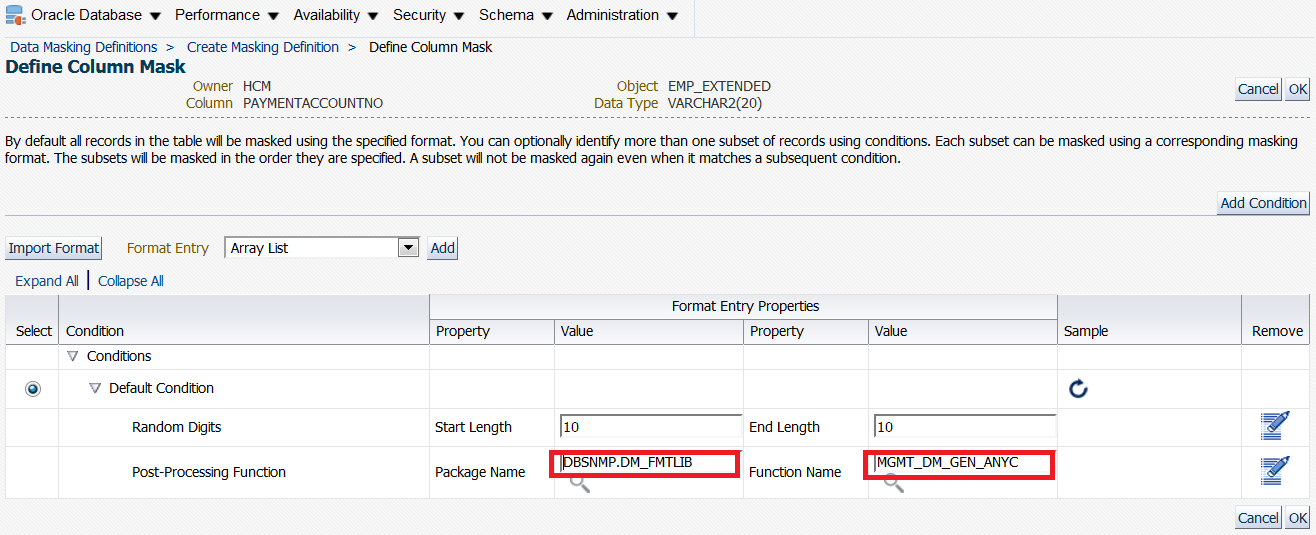 Oracle Database Performance Availability Security Schema Administration
Data Masking Definitions > Create Masking Definition > Define Column Mask
Define Column Mask
Owner HCM Object EMP_EXTENDED
Cancel OK
Column PAYMENTACCOUNTNO Data Type VARCHAR2(20)
By default all records in the table will be masked using the specified format. You can optionally identify more than one subset of records using conditions. Each subset can be masked using a corresponding masking
format. The subsets will be masked in the order they are specified. A subset will not be masked again even when it matches a subsequent condition.
Add Condition
Import Format Format Entry Array List Add
Expand All Collapse All
Format Entry Properties
Select Condition Property Value Property Value Sample Remove
Conditions
Default Condition
Random Digits Start Length 10 End Length 10
Post-Processing Function Package Name DBSNMP.DM_FMTLIB Function Name MGMT_DM_GEN_ANYC
Cancel OK